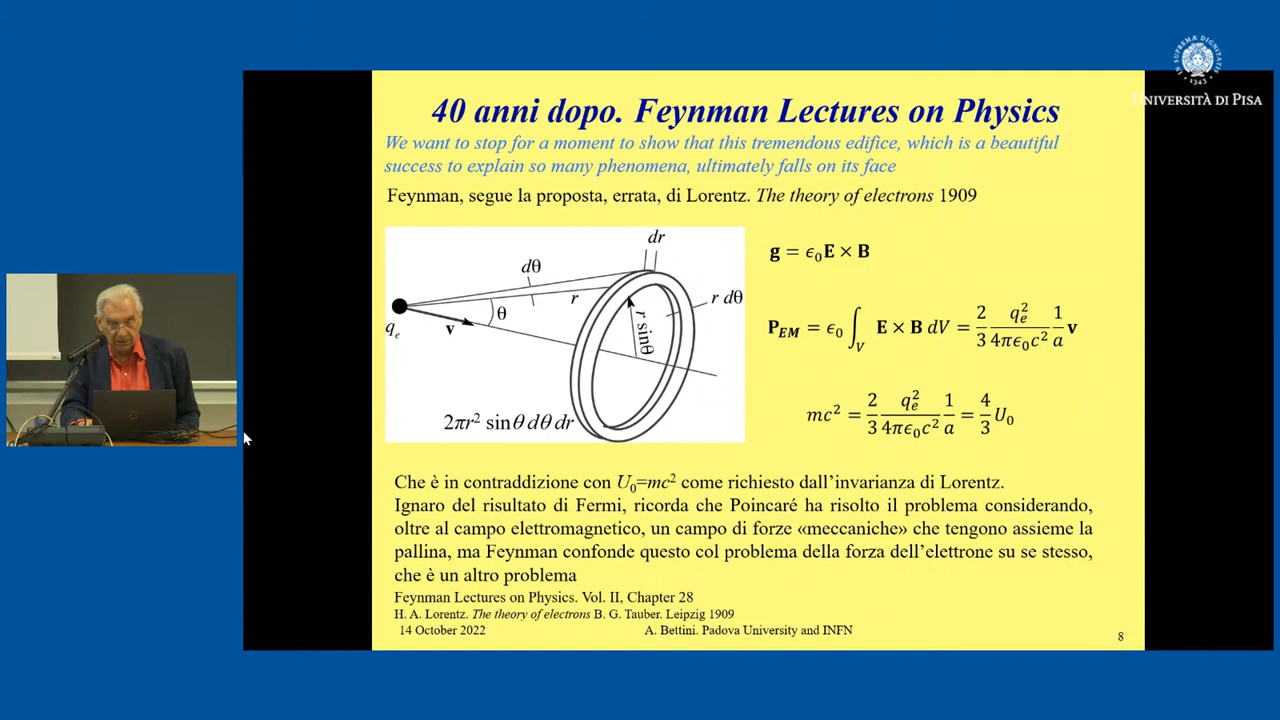 IN SUPREMÆ DIGNITATIS
1343
UNIVERSITÀ DI PISA
40 anni dopo. Feynman Lectures on Physics
We want to stop for a moment to show that this tremendous edifice, which is a beautiful
success to explain so many phenomena, ultimately falls on its face
Feynman, segue la proposta, errata, di Lorentz. The theory of electrons 1909
dr
dθ
r
r dθ
θ
q_e
v
r sinθ
2πr² sinθ dθ dr
g = ϵ₀E × B
P_EM = ϵ₀ ∫_V E × B dV = 2/3 q_e²/4πϵ₀c² 1/a v
mc² = 2/3 q_e²/4πϵ₀c² 1/a = 4/3 U₀
Che è in contraddizione con U₀=mc² come richiesto dall'invarianza di Lorentz.
Ignaro del risultato di Fermi, ricorda che Poincaré ha risolto il problema considerando,
oltre al campo elettromagnetico, un campo di forze «meccaniche» che tengono assieme la
pallina, ma Feynman confonde questo col problema della forza dell'elettrone su se stesso,
che è un altro problema
Feynman Lectures on Physics. Vol. II, Chapter 28
H. A. Lorentz. The theory of electrons B. G. Tauber. Leipzig 1909
14 October 2022 A. Bettini. Padova University and INFN 8